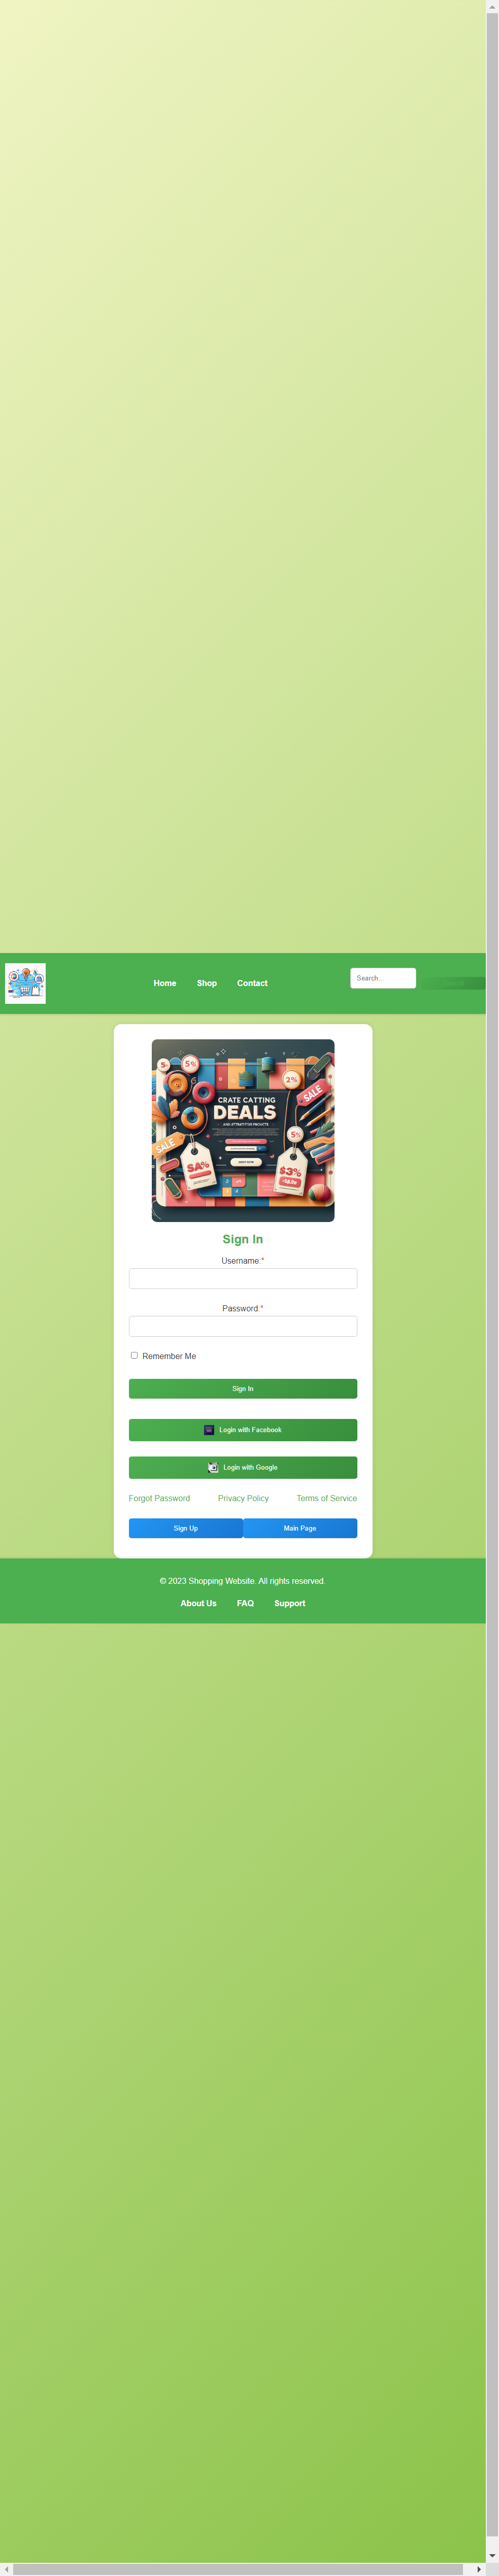 Home Shop Contact
Search...
5%
5%
2%
SALE
CRATE CATTING
DEALS
AND ATTETTIVE PRODUCTS
5%
SALE
SA%
$3%
Sign In
Username:*
Password:*
Remember Me
Sign In
Login with Facebook
Login with Google
Forgot Password Privacy Policy Terms of Service
Sign Up Main Page
© 2023 Shopping Website. All rights reserved.
About Us FAQ Support